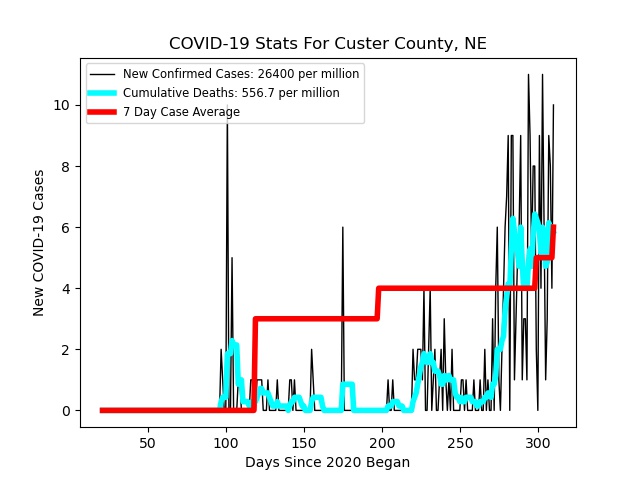 COVID-19 Stats For Custer County, NE
New Confirmed Cases: 26400 per million
Cumulative Deaths: 556.7 per million
7 Day Case Average
New COVID-19 Cases
10
8
6
4
2
0
50 100 150 200 250 300
Days Since 2020 Began